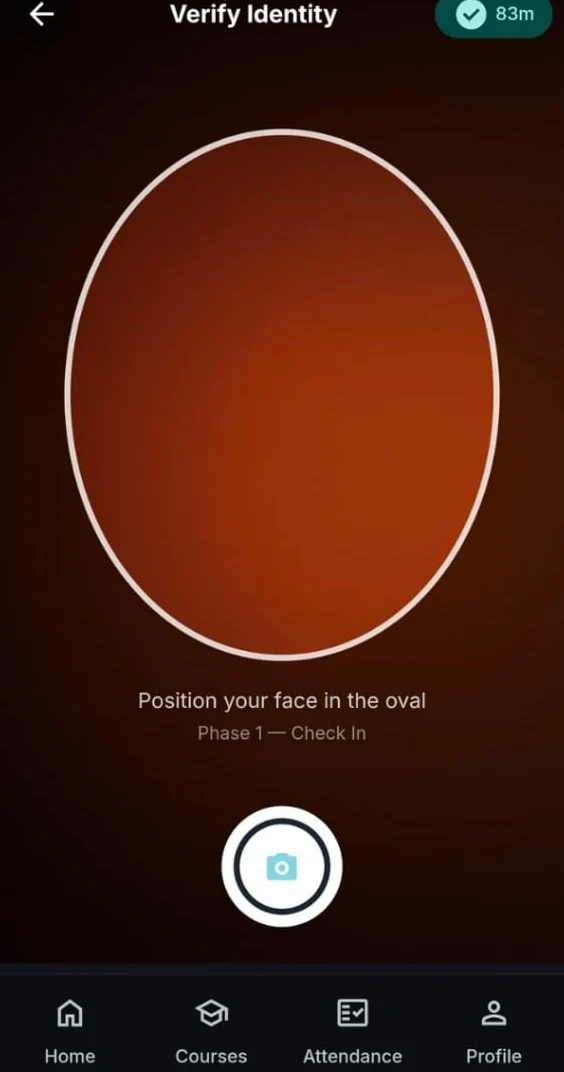 Verify Identity
83m
Position your face in the oval
Phase 1 — Check In
Home
Courses
Attendance
Profile